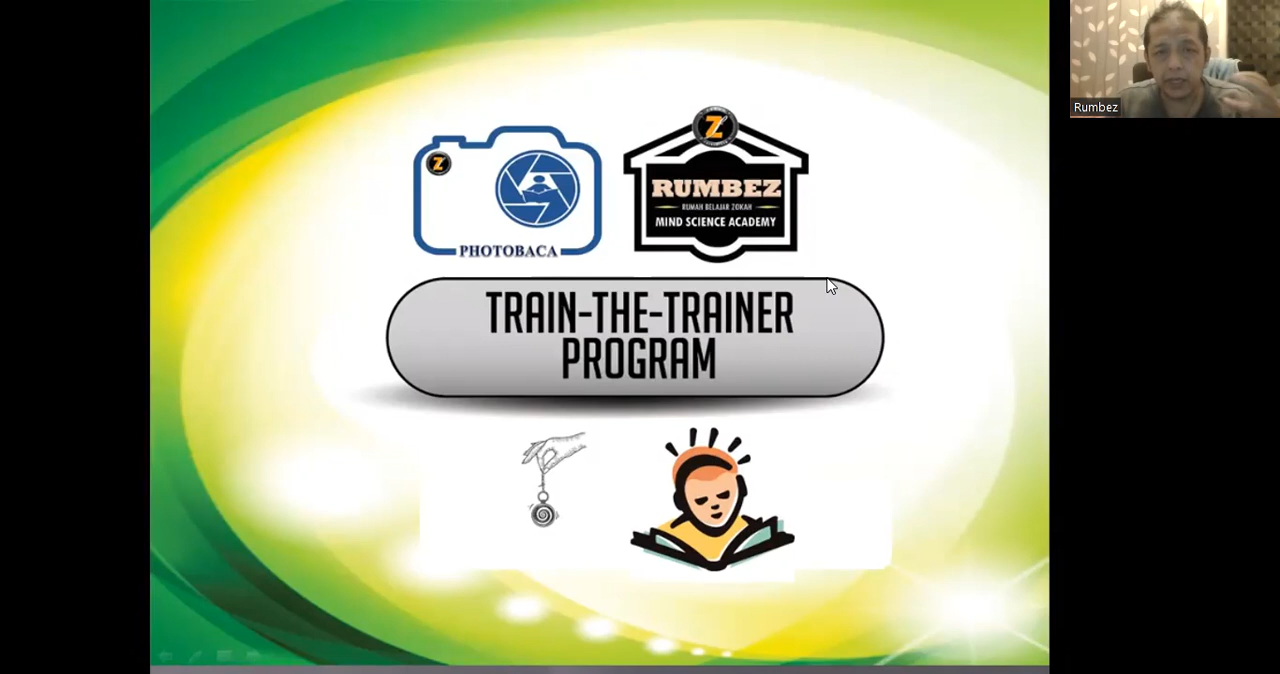 Z
PHOTOBACA
Z
RUMBEZ
RUMAH BELAJAR ZOKAH
MIND SCIENCE ACADEMY
TRAIN-THE-TRAINER
PROGRAM
Rumbez